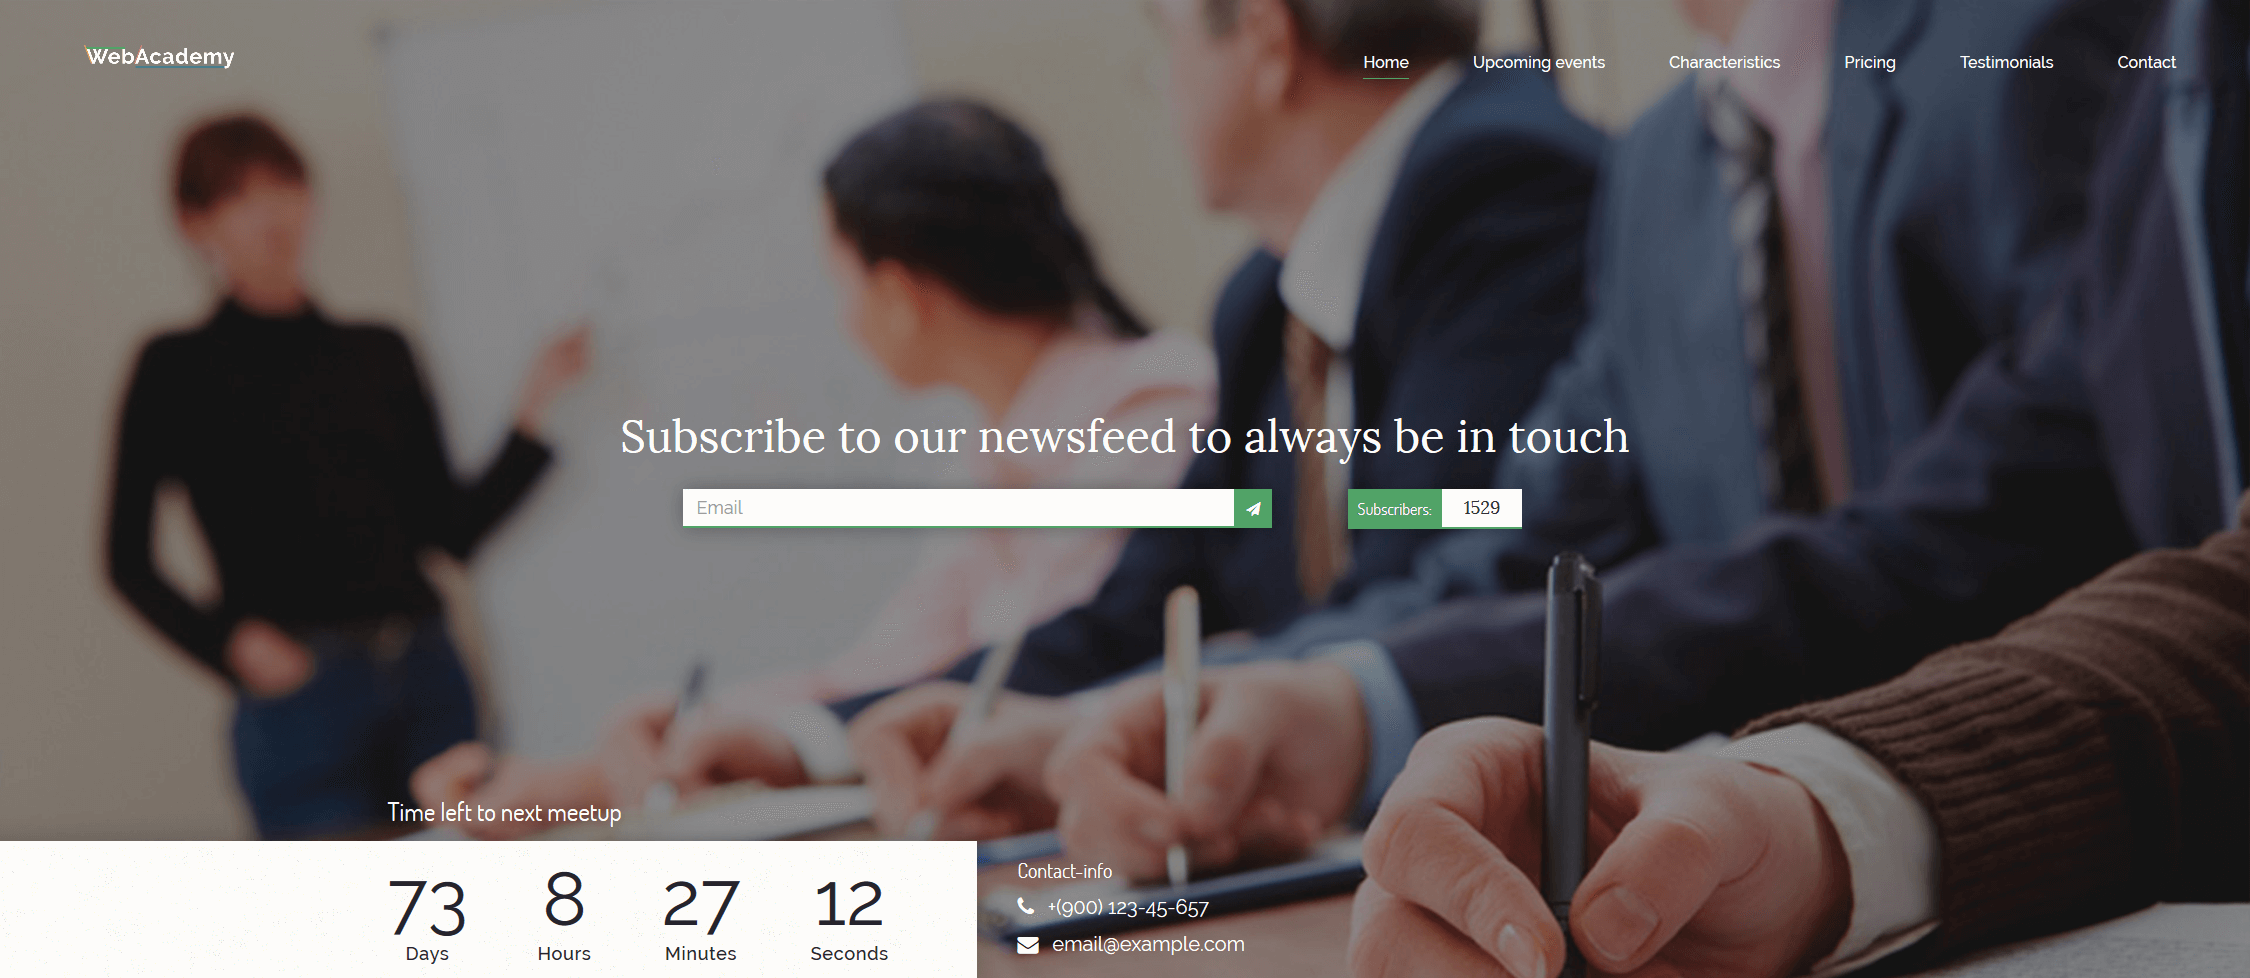 WebAcademy
Home Upcoming events Characteristics Pricing Testimonials Contact
Subscribe to our newsfeed to always be in touch
Email
Subscribers: 1529
Time left to next meetup
73 8 27 12
Days Hours Minutes Seconds
Contact-info
+(900) 123-45-657
email@example.com